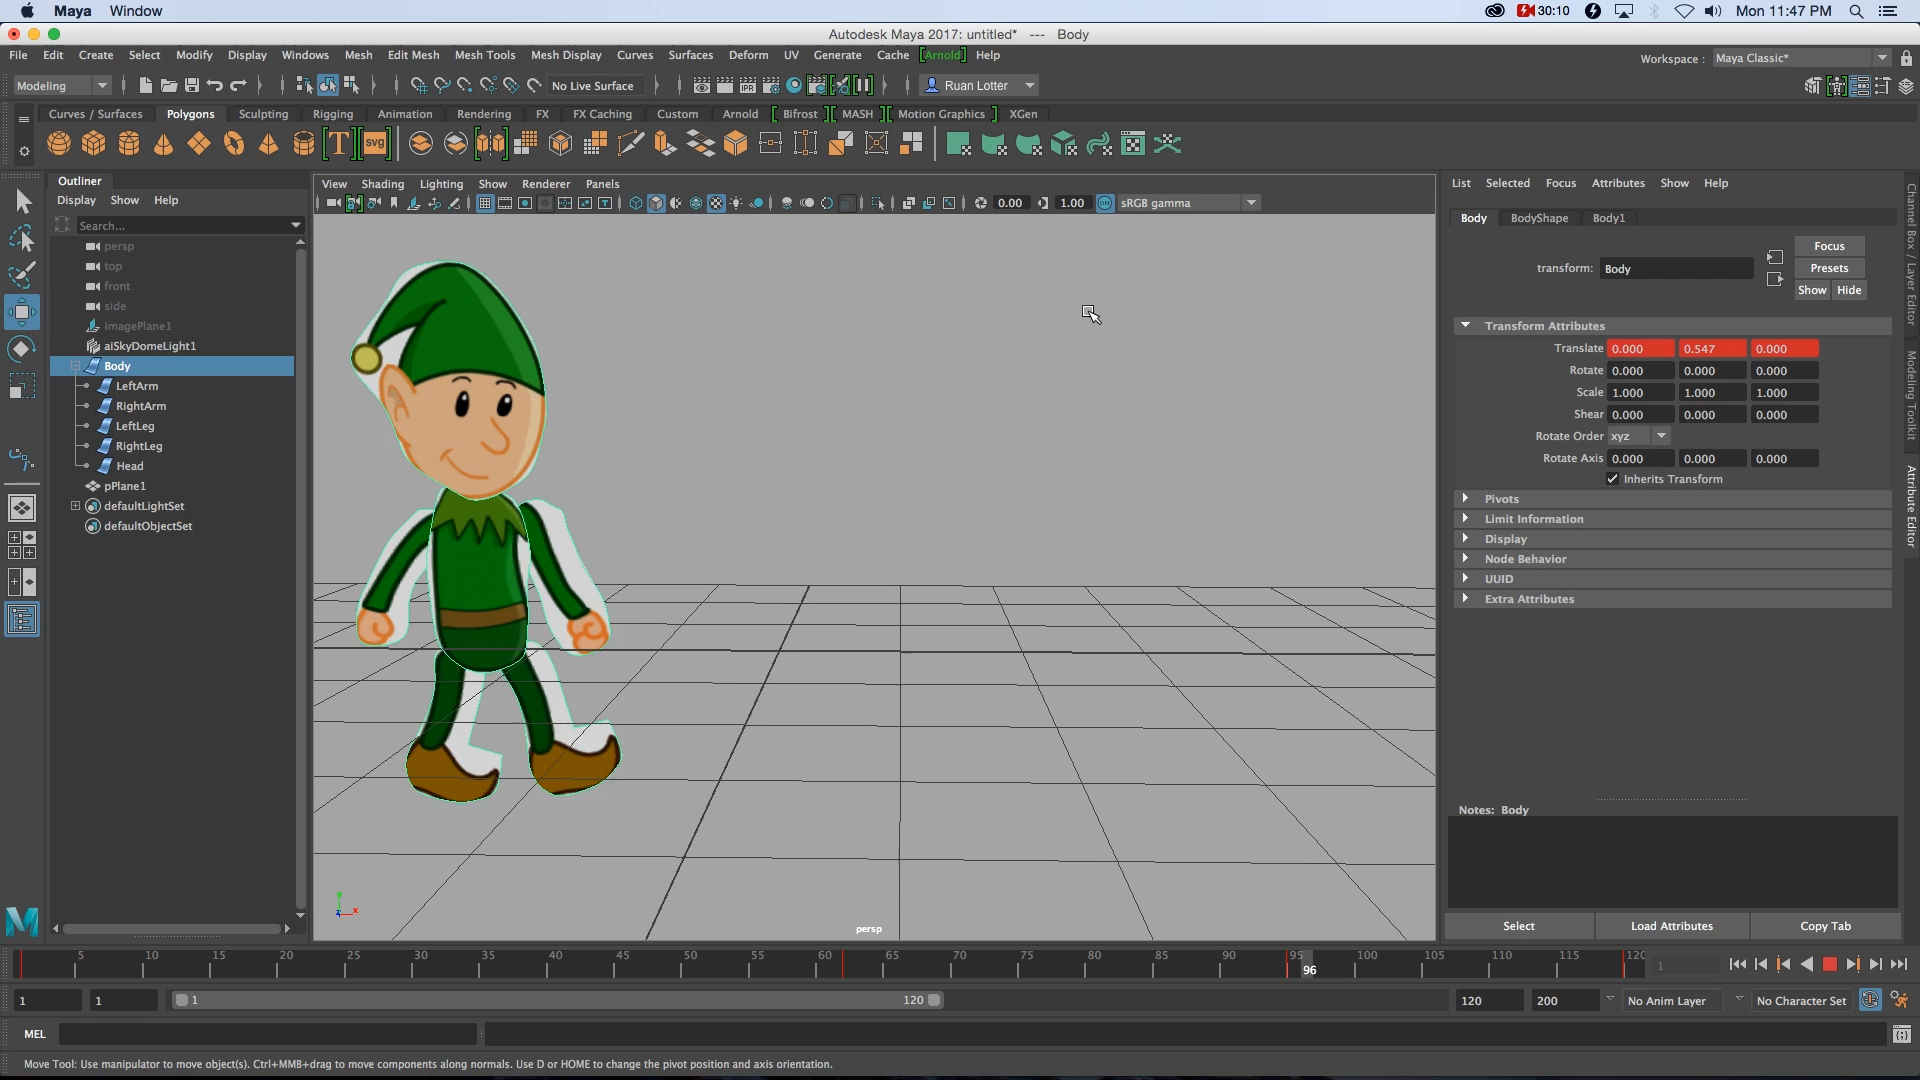 Maya Window 30:10 Mon 11:47 PM
Autodesk Maya 2017: untitled* --- Body
File Edit Create Select Modify Display Windows Mesh Edit Mesh Mesh Tools Mesh Display Curves Surfaces Deform UV Generate Cache [Arnold] Help
Workspace : Maya Classic*
Modeling No Live Surface Ruan Lotter
Curves / Surfaces Polygons Sculpting Rigging Animation Rendering FX FX Caching Custom Arnold [ Bifrost ] [ MASH ] [ Motion Graphics ] XGen
T svg
Outliner
Display Show Help
Search...
persp
top
front
side
imagePlane1
aiSkyDomeLight1
Body
LeftArm
RightArm
LeftLeg
RightLeg
Head
pPlane1
defaultLightSet
defaultObjectSet
View Shading Lighting Show Renderer Panels
0.00 1.00 ON sRGB gamma
persp
y
z x
List Selected Focus Attributes Show Help
Body BodyShape Body1
Focus
transform: Body
Presets
Show Hide
Transform Attributes
Translate 0.000 0.547 0.000
Rotate 0.000 0.000 0.000
Scale 1.000 1.000 1.000
Shear 0.000 0.000 0.000
Rotate Order xyz
Rotate Axis 0.000 0.000 0.000
Inherits Transform
Pivots
Limit Information
Display
Node Behavior
UUID
Extra Attributes
Notes: Body
Select Load Attributes Copy Tab
Channel Box / Layer Editor
Modeling Toolkit
Attribute Editor
5 10 15 20 25 30 35 40 45 50 55 60 65 70 75 80 85 90 95 100 105 110 115 120
96
1
1 1 1 120 120 200 No Anim Layer No Character Set
MEL
Move Tool: Use manipulator to move object(s). Ctrl+MMB+drag to move components along normals. Use D or HOME to change the pivot position and axis orientation.